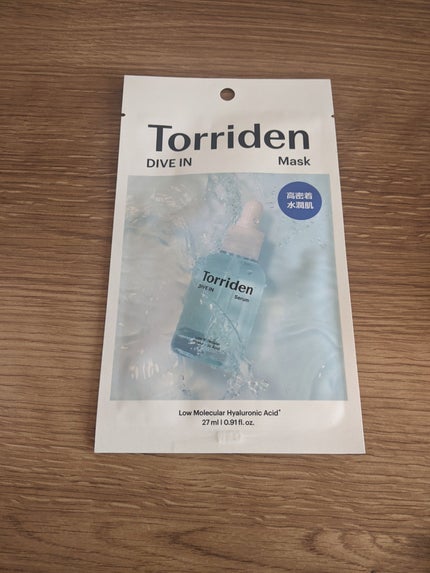 Torriden
DIVE IN Mask
高密着
水潤肌
Torriden
DIVE IN Serum
Low Molecular Hyaluronic Acid*
27 ml | 0.91 fl. oz.